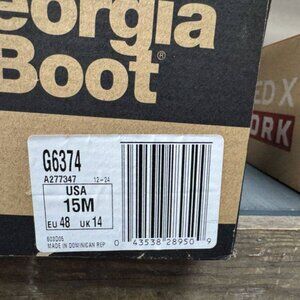 eorgia
Boot®
ED X
ORK
G6374
A277347 12-24
USA
15M
EU 48 UK 14
MADE IN DOMINICAN REP
0 43538 28950 9